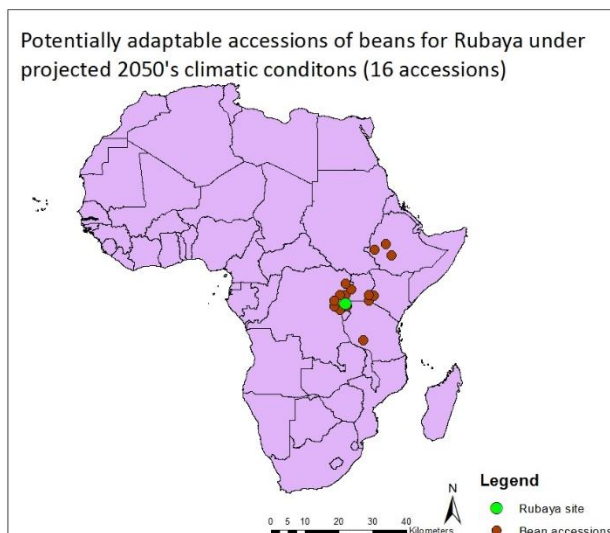 Potentially adaptable accessions of beans for Rubaya under
projected 2050's climatic conditons (16 accessions)
Legend
N
Rubaya site
0 5 10 20 30 40
Kilometers
Bean accessions